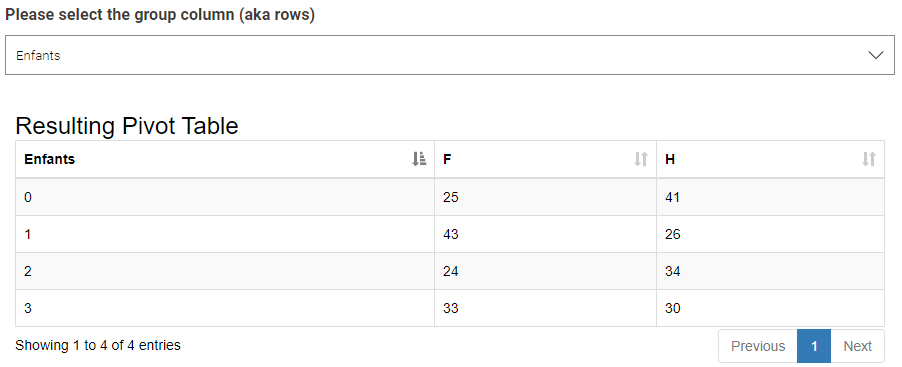 Please select the group column (aka rows)
Enfants
Resulting Pivot Table
Enfants F H
0 25 41
1 43 26
2 24 34
3 33 30
Showing 1 to 4 of 4 entries Previous 1 Next